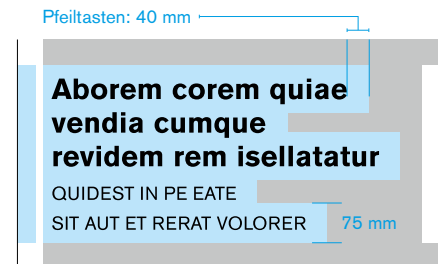 Pfeiltasten: 40 mm
Aborem corem quiae
vendia cumque
revidem rem isellatatur
QUIDEST IN PE EATE
SIT AUT ET RERAT VOLORER
75 mm